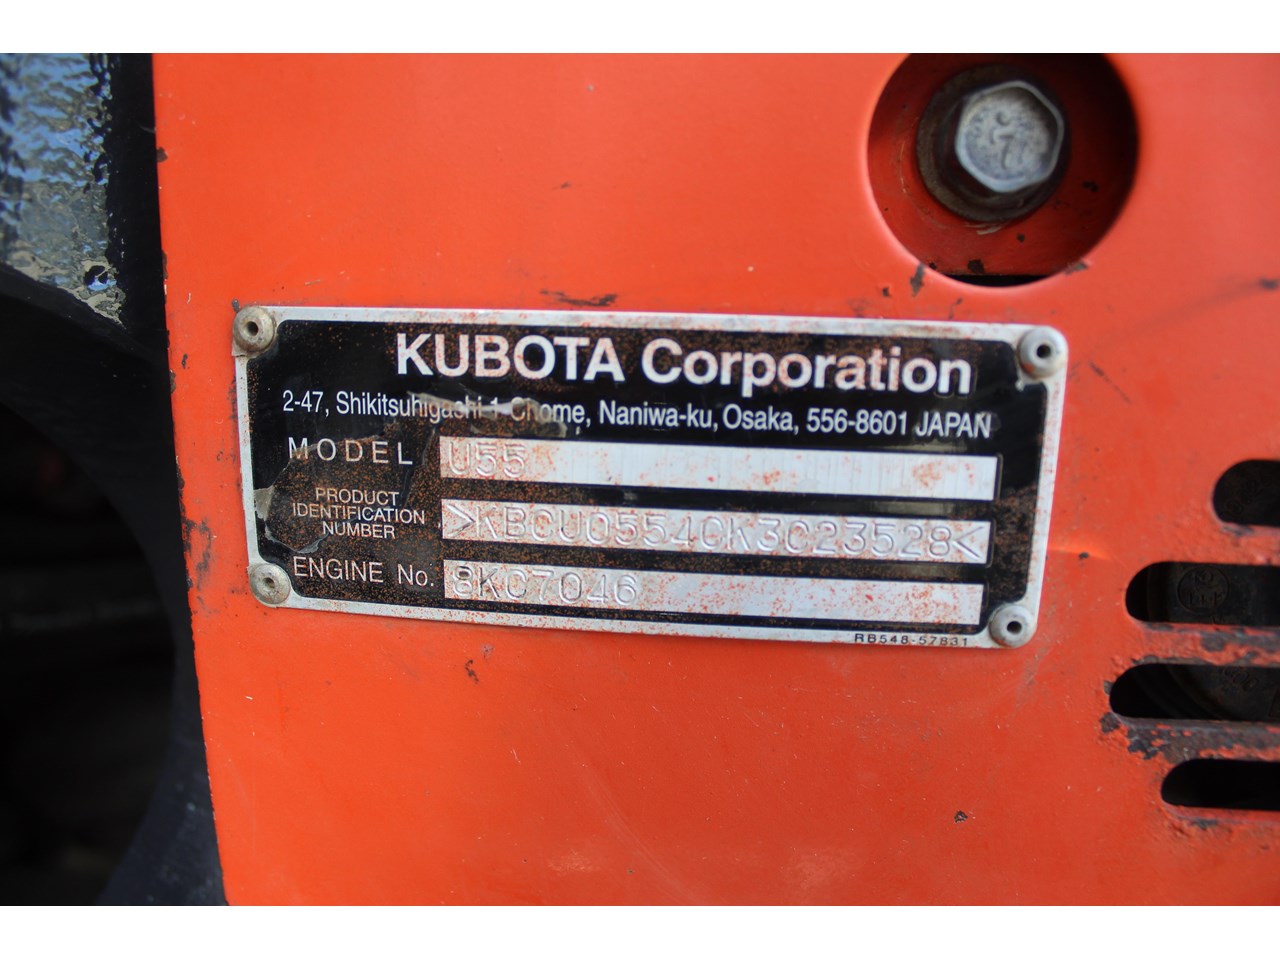 KUBOTA Corporation
2-47, Shikitsuhigashi 1-Chome, Naniwa-ku, Osaka, 556-8601 JAPAN
MODEL U55
PRODUCT
IDENTIFICATION
NUMBER
>KBCU0554CK3C23528<
ENGINE No. 8KC7046
RB548-57831